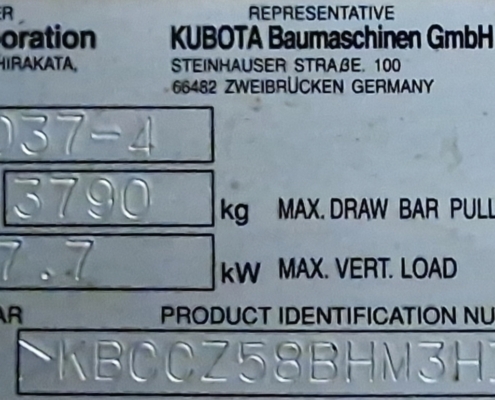 ER REPRESENTATIVE
oration KUBOTA Baumaschinen GmbH
HIRAKATA, STEINHAUSER STRAßE. 100
66482 ZWEIBRÜCKEN GERMANY
037-4
3790 kg MAX. DRAW BAR PULL
7.7 kW MAX. VERT. LOAD
AR PRODUCT IDENTIFICATION NU
KBCCZ58BHM3H